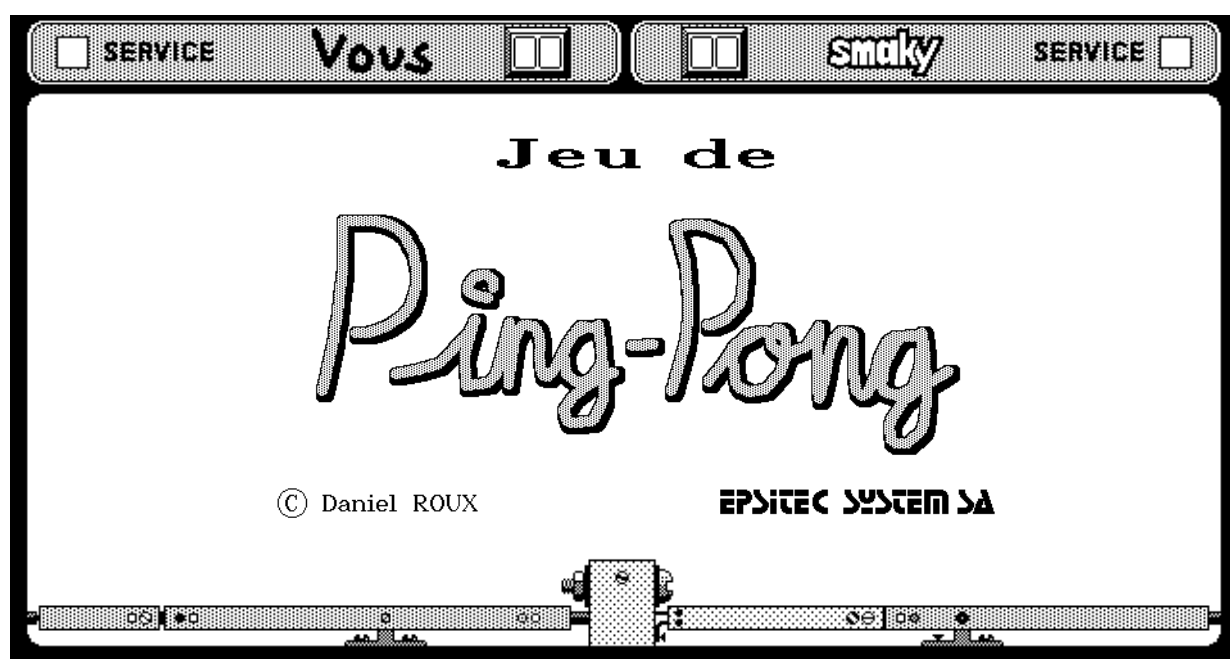 SERVICE Vous smaky SERVICE
Jeu de
Ping-Pong
© Daniel ROUX EPSITEC SYSTEM SA